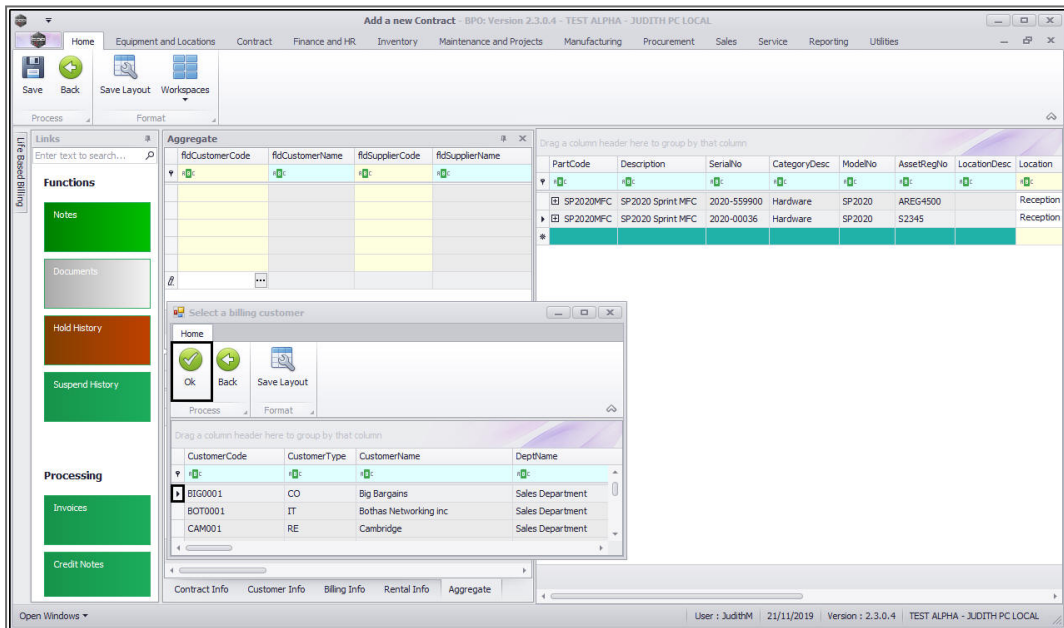 Add a new Contract - BPO: Version 2.3.0.4 - TEST ALPHA - JUDITH PC LOCAL
Home Equipment and Locations Contract Finance and HR Inventory Maintenance and Projects Manufacturing Procurement Sales Service Reporting Utilities
Save Back Save Layout Workspaces
Process Format
Life Based Billing
Links
Enter text to search...
Functions
Notes
Documents
Hold History
Suspend History
Processing
Invoices
Credit Notes
Aggregate
fldCustomerCode fldCustomerName fldSupplierCode fldSupplierName
Select a billing customer
Home
Ok Back Save Layout
Process Format
Drag a column header here to group by that column
CustomerCode CustomerType CustomerName DeptName
BIG0001 CO Big Bargains Sales Department
BOT0001 IT Bothas Networking inc Sales Department
CAM001 RE Cambridge Sales Department
Contract Info Customer Info Billing Info Rental Info Aggregate
Drag a column header here to group by that column
PartCode Description SerialNo CategoryDesc ModelNo AssetRegNo LocationDesc Location
SP2020MFC SP2020 Sprint MFC 2020-559900 Hardware SP2020 AREG4500 Reception
SP2020MFC SP2020 Sprint MFC 2020-00036 Hardware SP2020 S2345 Reception
Open Windows User : JudithM 21/11/2019 Version : 2.3.0.4 TEST ALPHA - JUDITH PC LOCAL